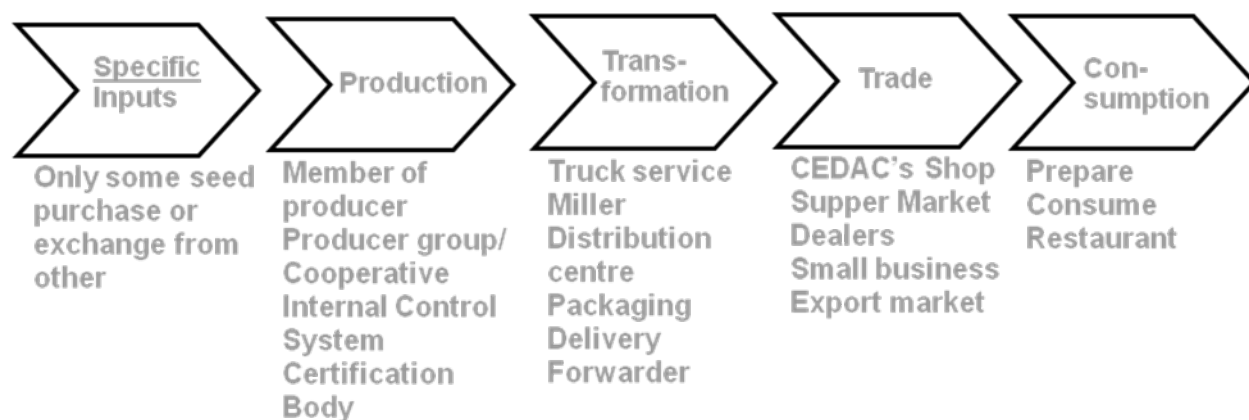 Specific
Inputs
Production
Trans-
formation
Trade
Con-
sumption
Only some seed
purchase or
exchange from
other
Member of
producer
Producer group/
Cooperative
Internal Control
System
Certification
Body
Truck service
Miller
Distribution
centre
Packaging
Delivery
Forwarder
CEDAC's Shop
Supper Market
Dealers
Small business
Export market
Prepare
Consume
Restaurant